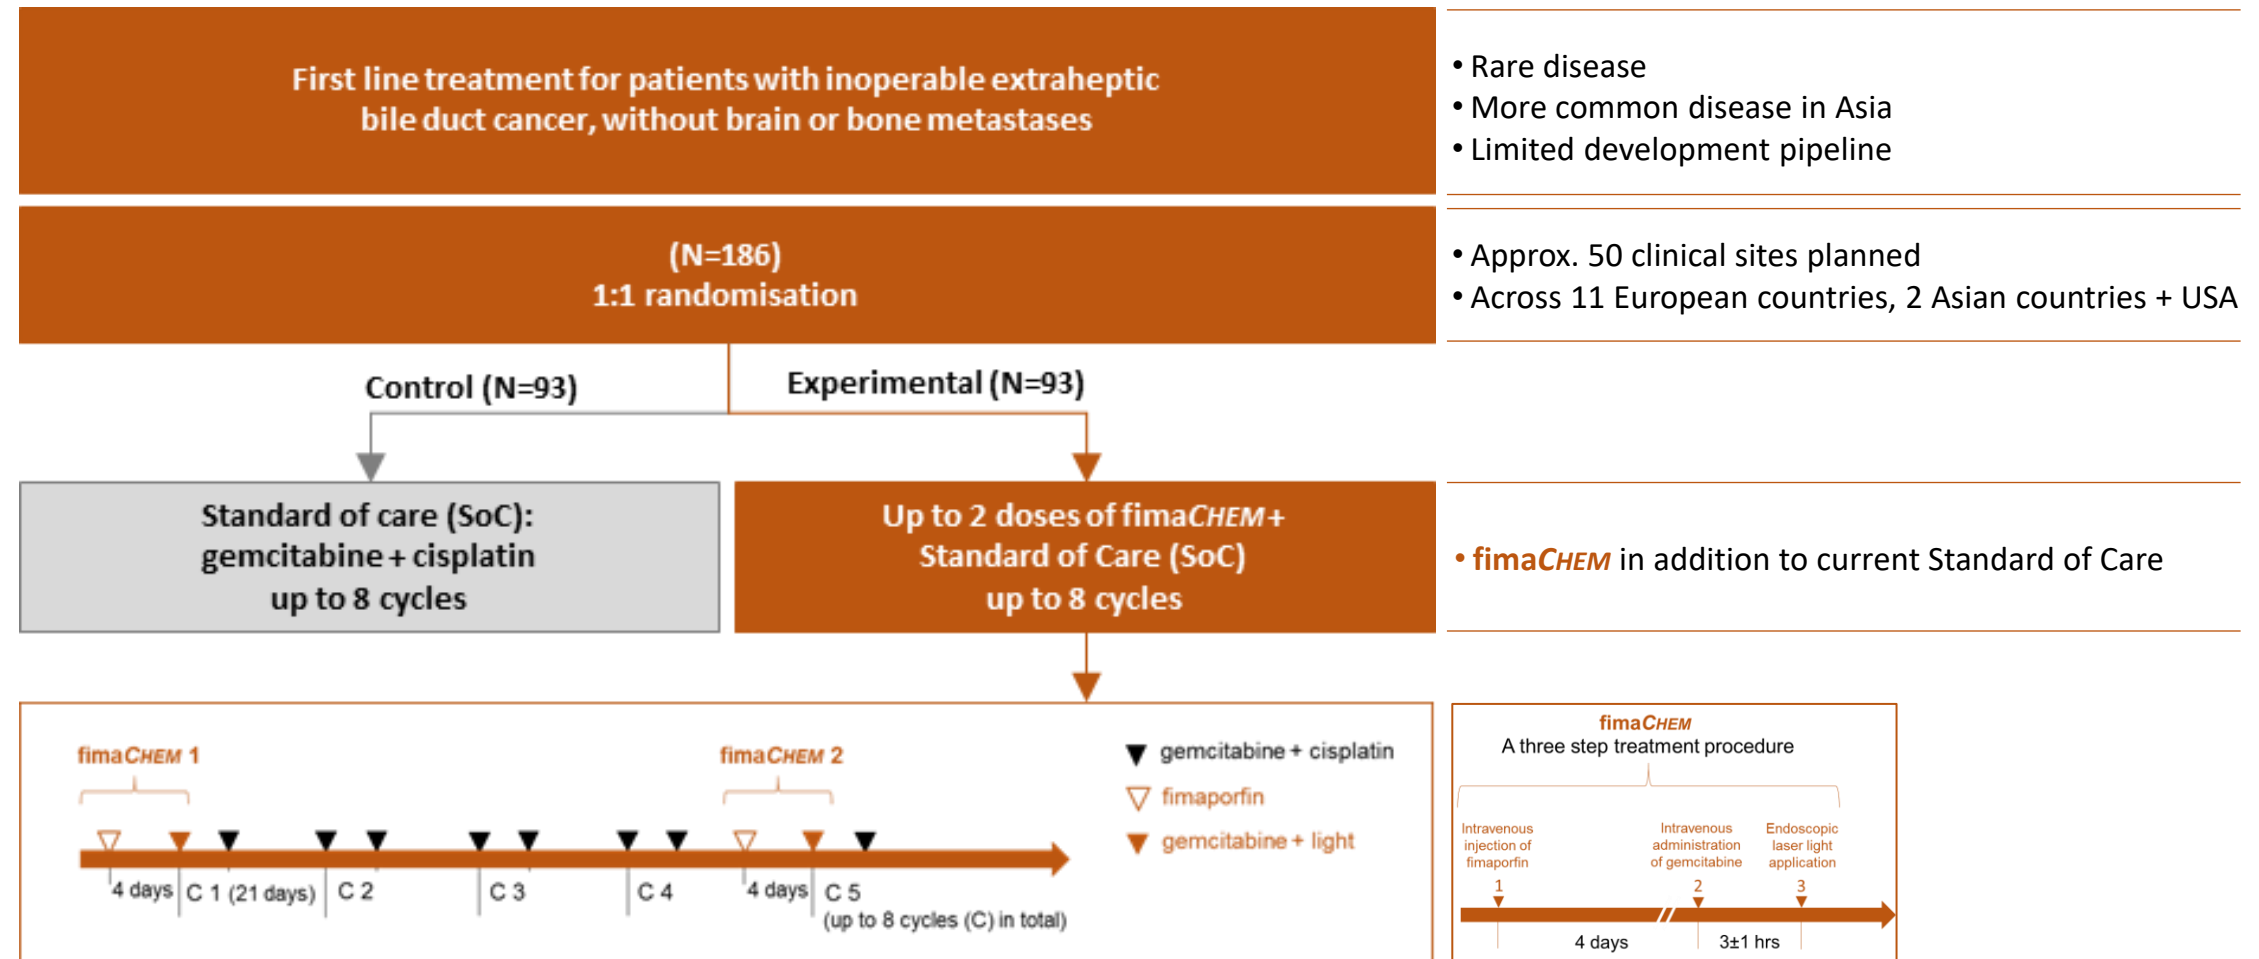 First line treatment for patients with inoperable extraheptic
bile duct cancer, without brain or bone metastases
• Rare disease
• More common disease in Asia
• Limited development pipeline
(N=186)
1:1 randomisation
• Approx. 50 clinical sites planned
• Across 11 European countries, 2 Asian countries + USA
Control (N=93)
Experimental (N=93)
Standard of care (SoC):
gemcitabine + cisplatin
up to 8 cycles
Up to 2 doses of fimaCHEM +
Standard of Care (SoC)
up to 8 cycles
• fimaCHEM in addition to current Standard of Care
fimaCHEM 1
fimaCHEM 2
gemcitabine + cisplatin
fimaporfin
gemcitabine + light
4 days
C 1 (21 days)
C 2
C 3
C 4
4 days
C 5
(up to 8 cycles (C) in total)
fimaCHEM
A three step treatment procedure
Intravenous
injection of
fimaporfin
1
Intravenous
administration
of gemcitabine
2
Endoscopic
laser light
application
3
4 days
3±1 hrs